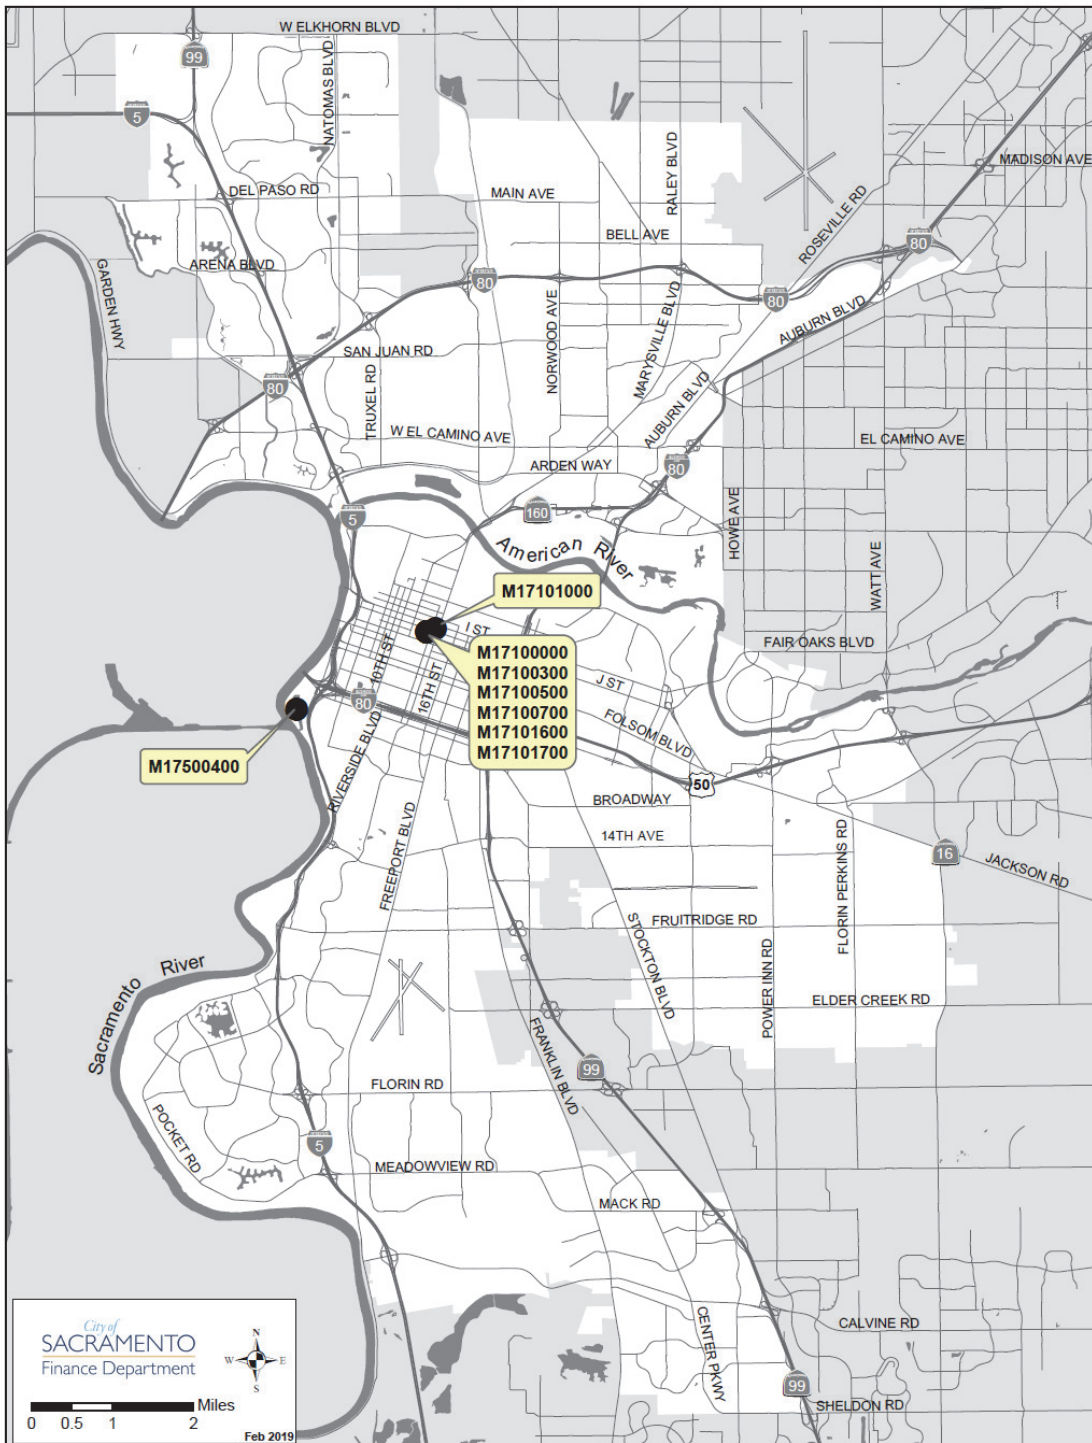 W ELKHORN BLVD
99
NATOMAS BLVD
5
RALEY BLVD
MADISON AVE
DEL PASO RD
MAIN AVE
ROSEVILLE RD
BELL AVE
80
ARENA BLVD
GARDEN HWY
80
80
NORWOOD AVE
MARYSVILLE BLVD
AUBURN BLVD
SAN JUAN RD
TRUXEL RD
80
AUBURN BLVD
W EL CAMINO AVE
EL CAMINO AVE
ARDEN WAY
80
HOWE AVE
160
5
American River
WATT AVE
M17101000
I ST
FAIR OAKS BLVD
10TH ST
16TH ST
M17100000
M17100300
M17100500
M17100700
M17101600
M17101700
J ST
80
FOLSOM BLVD
M17500400
RIVERSIDE BLVD
50
BROADWAY
14TH AVE
FREEPORT BLVD
FLORIN PERKINS RD
16
JACKSON RD
FRUITRIDGE RD
STOCKTON BLVD
POWER INN RD
Sacramento River
ELDER CREEK RD
FRANKLIN BLVD
99
FLORIN RD
POCKET RD
5
MEADOWVIEW RD
MACK RD
CENTER PKWY
CALVINE RD
99
SHELDON RD
City of
SACRAMENTO
Finance Department
N
W E
S
Miles
0 0.5 1 2
Feb 2019